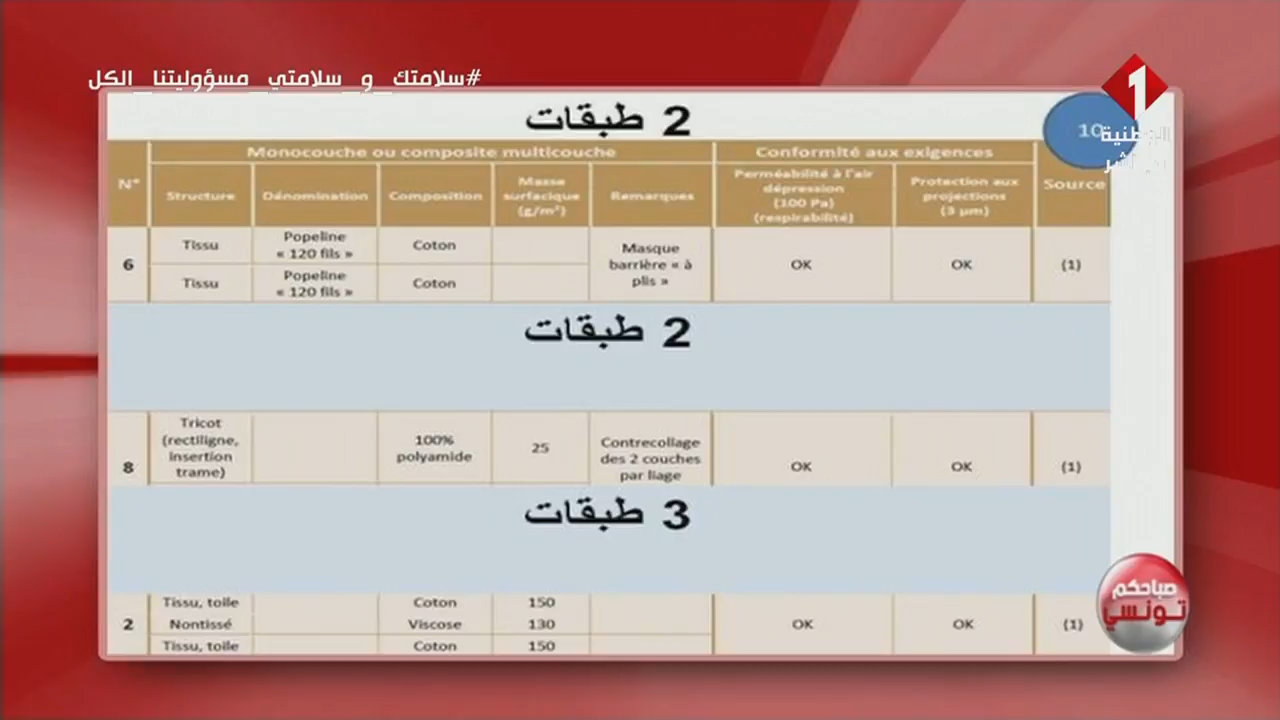 #سلامتك_و_سلامتي_مسؤوليتنا_الكل
2 طبقات
10
الوطنية
N° Monocouche ou composite multicouche Conformité aux exigences Source
Structure Dénomination Composition Masse surfacique (g/m²) Remarques Perméabilité à l'air dépression (100 Pa) (respirabilité) Protection aux projections (3 µm)
6 Tissu Popeline « 120 fils » Coton Masque barrière « à plis » OK OK (1)
Tissu Popeline « 120 fils » Coton
2 طبقات
8 Tricot (rectiligne, insertion trame) 100% polyamide 25 Contrecollage des 2 couches par liage OK OK (1)
3 طبقات
Tissu, toile Coton 150
2 Nontissé Viscose 130 OK OK (1)
Tissu, toile Coton 150
صباحكم
تونسي